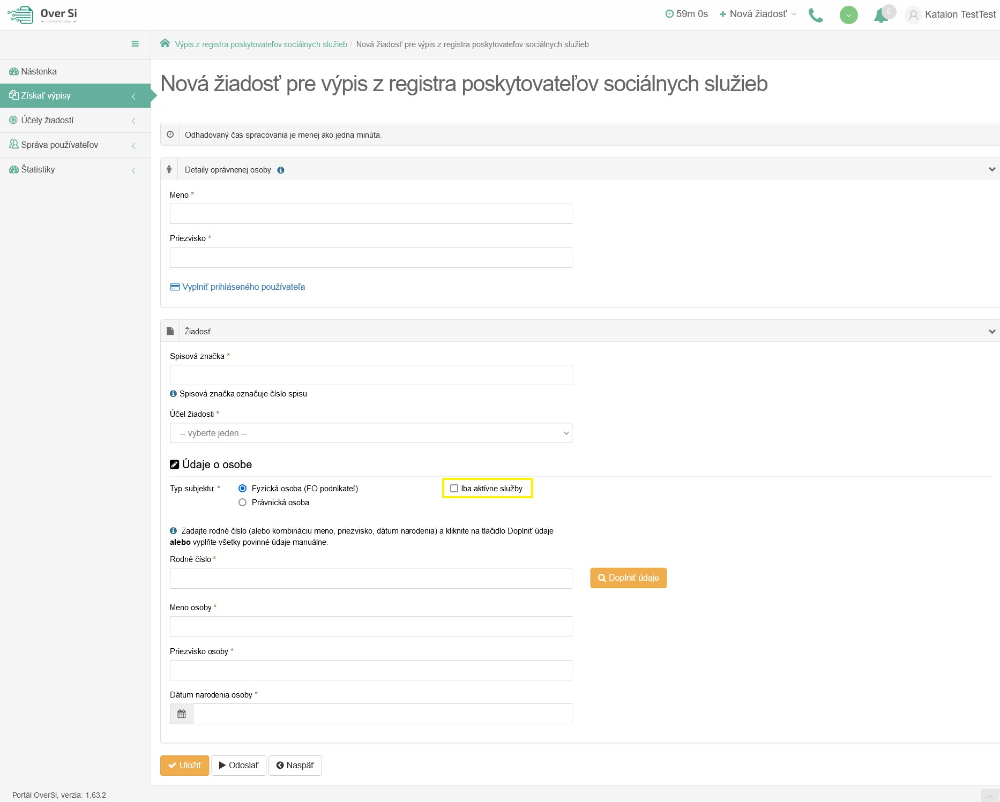 Over Si
Centrálne údaje
59m 0s
Nová žiadosť
0
Katalon TestTest
Výpis z registra poskytovateľov sociálnych služieb / Nová žiadosť pre výpis z registra poskytovateľov sociálnych služieb
Nástenka
Získať výpisy
Účely žiadostí
Správa používateľov
Štatistiky
Nová žiadosť pre výpis z registra poskytovateľov sociálnych služieb
Odhadovaný čas spracovania je menej ako jedna minúta.
Detaily oprávnenej osoby
Meno *
Priezvisko *
Vyplniť prihláseného používateľa
Žiadosť
Spisová značka *
Spisová značka označuje číslo spisu
Účel žiadosti *
-- vyberte jeden --
Údaje o osobe
Typ subjektu: * Fyzická osoba (FO podnikateľ) Iba aktívne služby
Právnická osoba
Zadajte rodné číslo (alebo kombináciu meno, priezvisko, dátum narodenia) a kliknite na tlačidlo Doplniť údaje
alebo vyplňte všetky povinné údaje manuálne.
Rodné číslo *
Doplniť údaje
Meno osoby *
Priezvisko osoby *
Dátum narodenia osoby *
Uložiť Odoslať Naspäť
Portál OverSi, verzia: 1.63.2